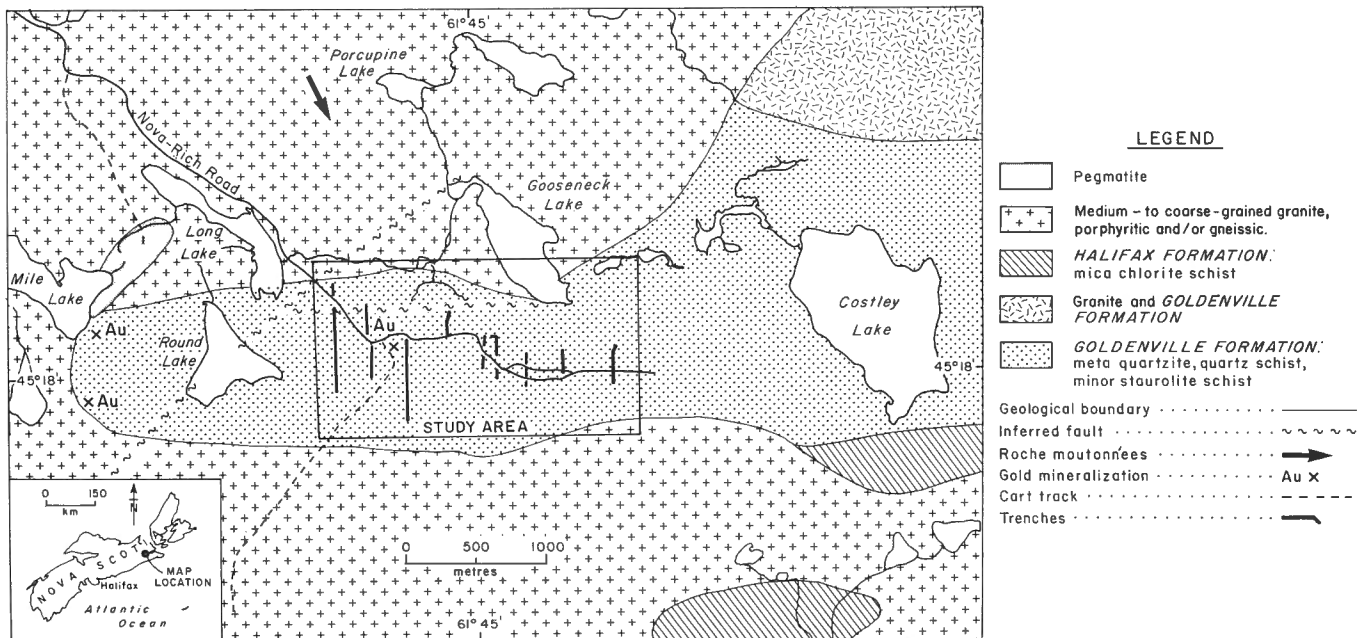 61°45'
Porcupine
Lake
Nova-Rich Road
Gooseneck
Lake
Long
Lake
Mile
Lake
Au
Round
Lake
Au
Costley
Lake
45°18'
45°18'
Au
STUDY AREA
0 150
km
N
NOVA SCOTIA
Halifax
MAP
LOCATION
Atlantic
Ocean
0 500 1000
metres
61°45'
LEGEND
Pegmatite
Medium - to coarse-grained granite,
porphyritic and/or gneissic.
HALIFAX FORMATION:
mica chlorite schist
Granite and GOLDENVILLE
FORMATION
GOLDENVILLE FORMATION:
meta quartzite, quartz schist,
minor staurolite schist
Geological boundary
Inferred fault
Roche moutonn'ees
Gold mineralization Au x
Cart track
Trenches